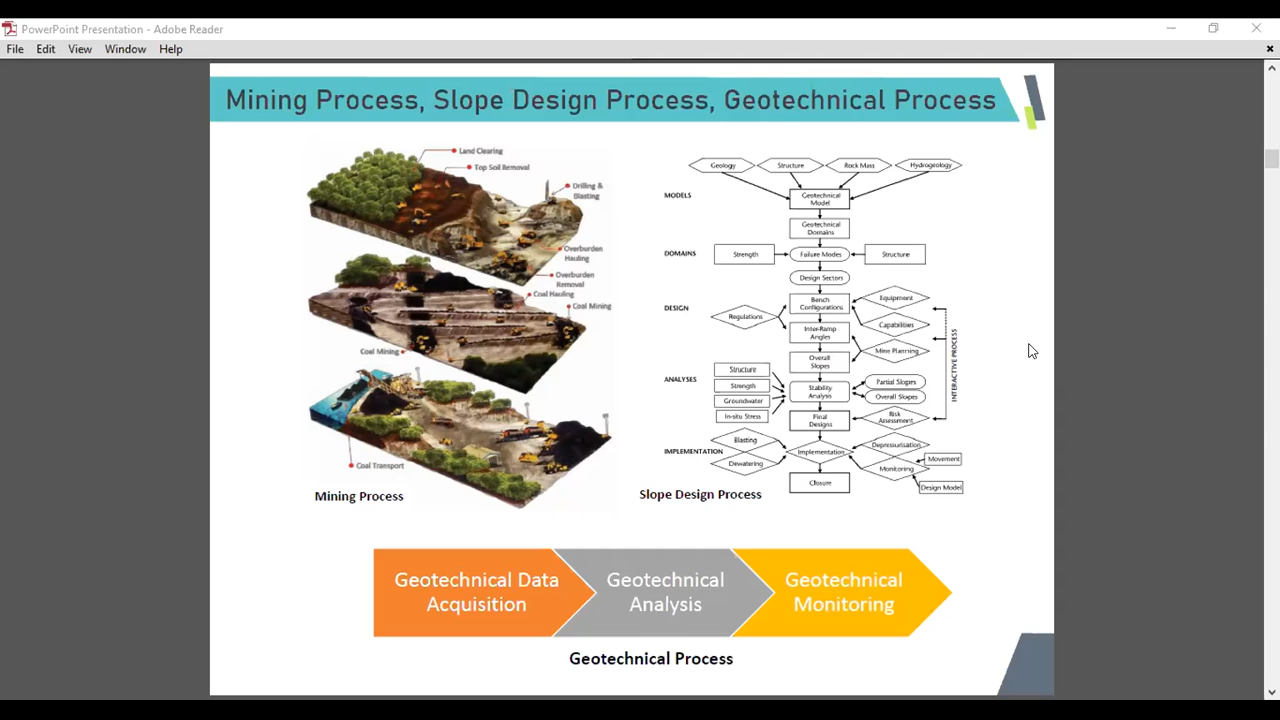 PowerPoint Presentation - Adobe Reader
File Edit View Window Help
Mining Process, Slope Design Process, Geotechnical Process
Land Clearing
Top Soil Removal
Drilling &
Blasting
Overburden
Hauling
Overburden
Removal
Coal Hauling
Coal Mining
Coal Mining
Coal Transport
Mining Process
Geology
Structure
Rock Mass
Hydrogeology
MODELS
Geotechnical
Model
Geotechnical
Domains
DOMAINS
Strength
Failure Modes
Structure
Design Sectors
DESIGN
Regulations
Bench
Configurations
Equipment
Capabilities
Inter-Ramp
Angles
Mine Planning
Overall
Slopes
INTERACTIVE PROCESS
ANALYSES
Structure
Strength
Groundwater
In-situ Stress
Stability
Analysis
Partial Slopes
Overall Slopes
Final
Designs
Risk
Assessment
IMPLEMENTATION
Blasting
Dewatering
Implementation
Depressurisation
Monitoring
Movement
Design Model
Closure
Slope Design Process
Geotechnical Data
Acquisition
Geotechnical
Analysis
Geotechnical
Monitoring
Geotechnical Process